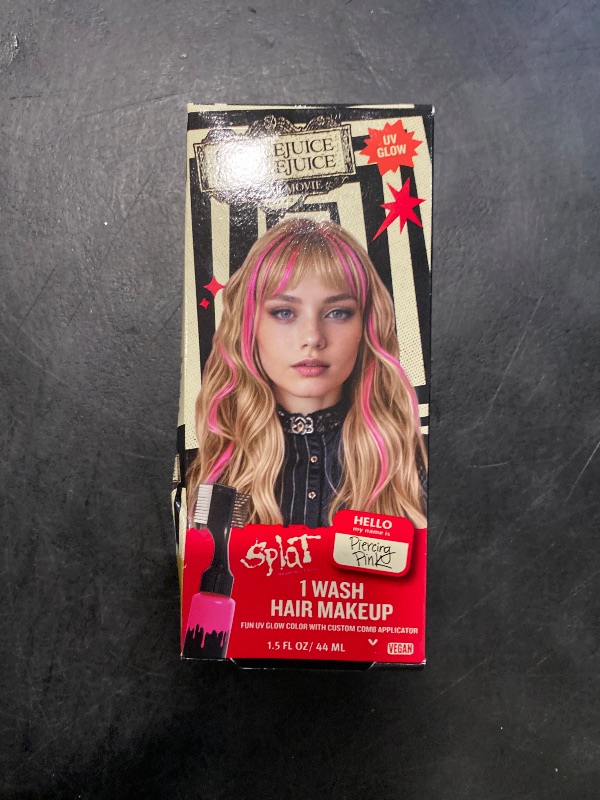 EJUICE
EJUICE
MOVIE
UV
GLOW
HELLO
my name is
Piercing
Pink
Splat
1 WASH
HAIR MAKEUP
FUN UV GLOW COLOR WITH CUSTOM COMB APPLICATOR
1.5 FL OZ/ 44 ML
VEGAN